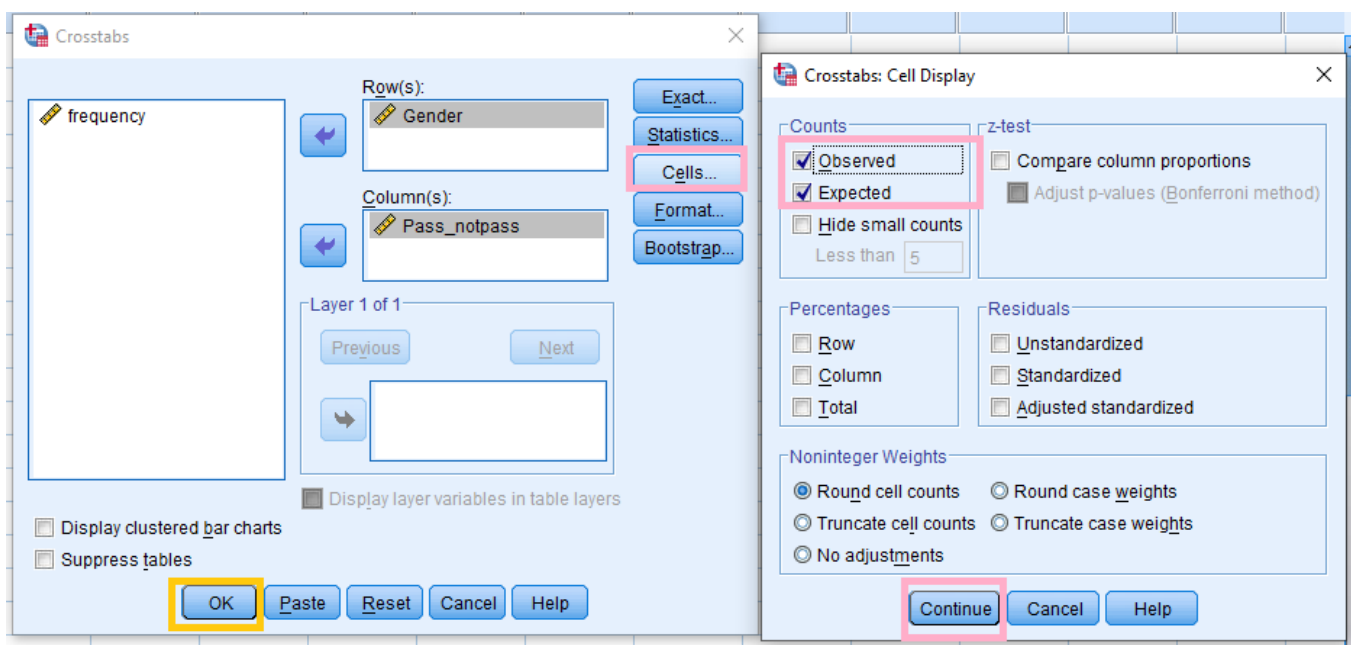 Crosstabs
frequency
Row(s):
Gender
Column(s):
Pass_notpass
Layer 1 of 1
Previous
Next
Display layer variables in table layers
Display clustered bar charts
Suppress tables
Exact...
Statistics...
Cells...
Format...
Bootstrap...
OK
Paste
Reset
Cancel
Help
Crosstabs: Cell Display
Counts
Observed
Expected
Hide small counts
Less than 5
z-test
Compare column proportions
Adjust p-values (Bonferroni method)
Percentages
Row
Column
Total
Residuals
Unstandardized
Standardized
Adjusted standardized
Noninteger Weights
Round cell counts
Round case weights
Truncate cell counts
Truncate case weights
No adjustments
Continue
Cancel
Help